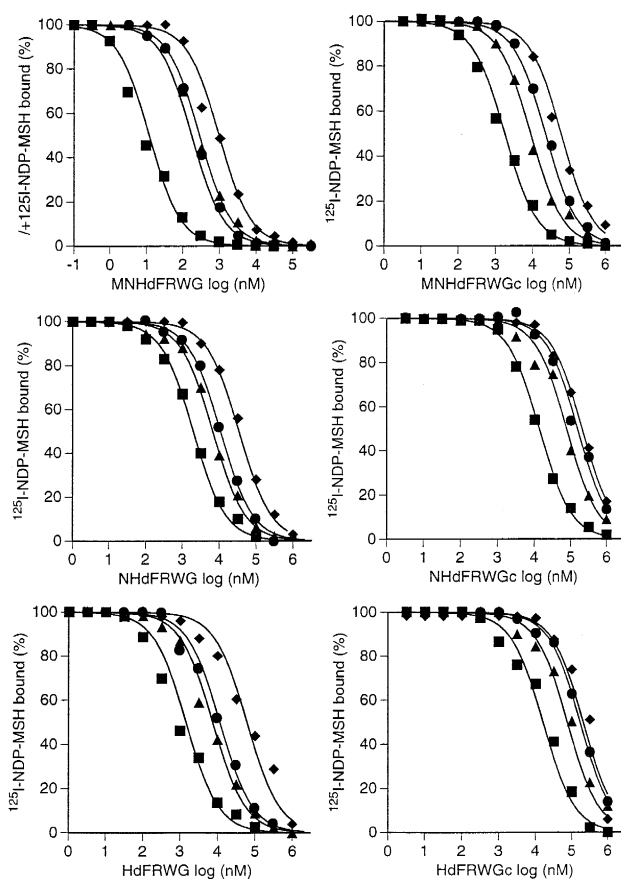 /+125I-NDP-MSH bound (%)
100
80
60
40
20
0
-1 0 1 2 3 4 5
MNHdFRWG log (nM)
125I-NDP-MSH bound (%)
100
80
60
40
20
0
0 1 2 3 4 5 6
MNHdFRWGc log (nM)
125I-NDP-MSH bound (%)
100
80
60
40
20
0
0 1 2 3 4 5 6
NHdFRWG log (nM)
125I-NDP-MSH bound (%)
100
80
60
40
20
0
0 1 2 3 4 5 6
NHdFRWGc log (nM)
125I-NDP-MSH bound (%)
100
80
60
40
20
0
0 1 2 3 4 5 6
HdFRWG log (nM)
125I-NDP-MSH bound (%)
100
80
60
40
20
0
0 1 2 3 4 5 6
HdFRWGc log (nM)